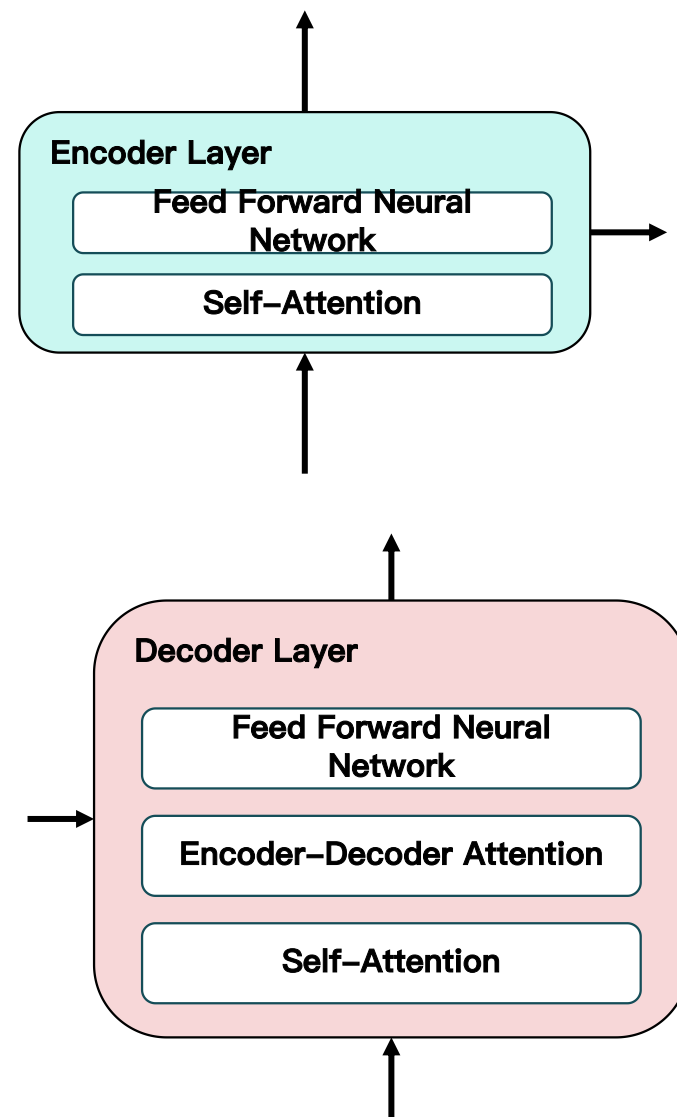 Encoder Layer
Feed Forward Neural
Network
Self–Attention
Decoder Layer
Feed Forward Neural
Network
Encoder–Decoder Attention
Self–Attention